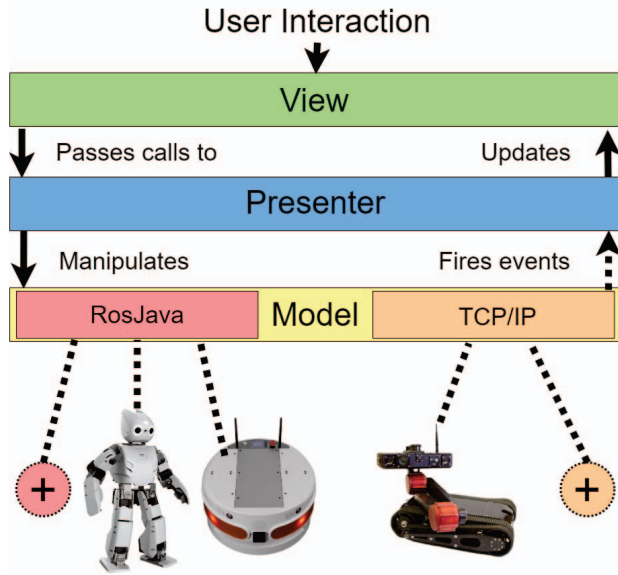 User Interaction
View
Passes calls to
Updates
Presenter
Manipulates
Fires events
RosJava
Model
TCP/IP
+
+